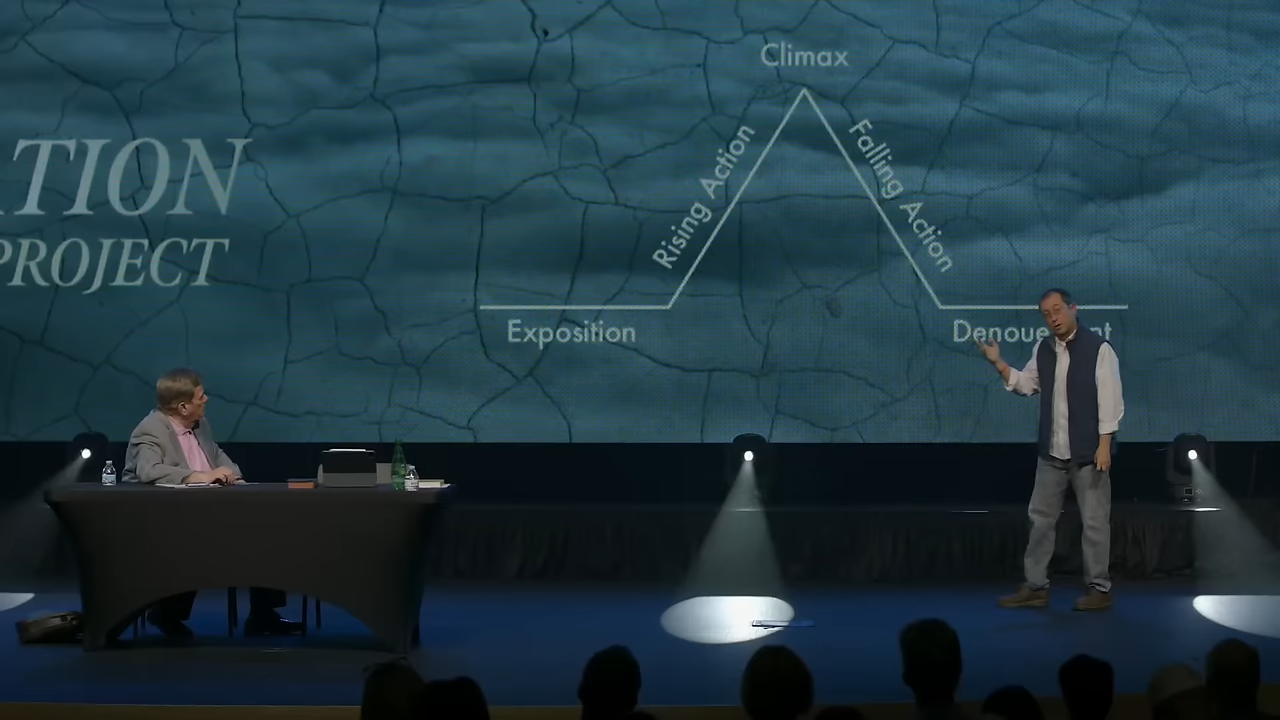 TION
PROJECT
Climax
Rising Action
Falling Action
Exposition